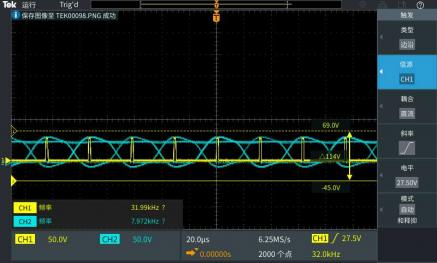 Tek 运行 Trig'd
保存图像至 TEK00098.PNG 成功
触发
类型
边沿
信源
CH1
耦合
直流
斜率
电平
27.50V
模式
自动
和释抑
69.0V
△114V
-45.0V
CH1 频率 31.99kHz ?
CH2 频率 7.972kHz ?
CH1 50.0V CH2 50.0V 20.0µs 6.25MS/s CH1 27.5V
0.00000s 2000 个点 32.0kHz